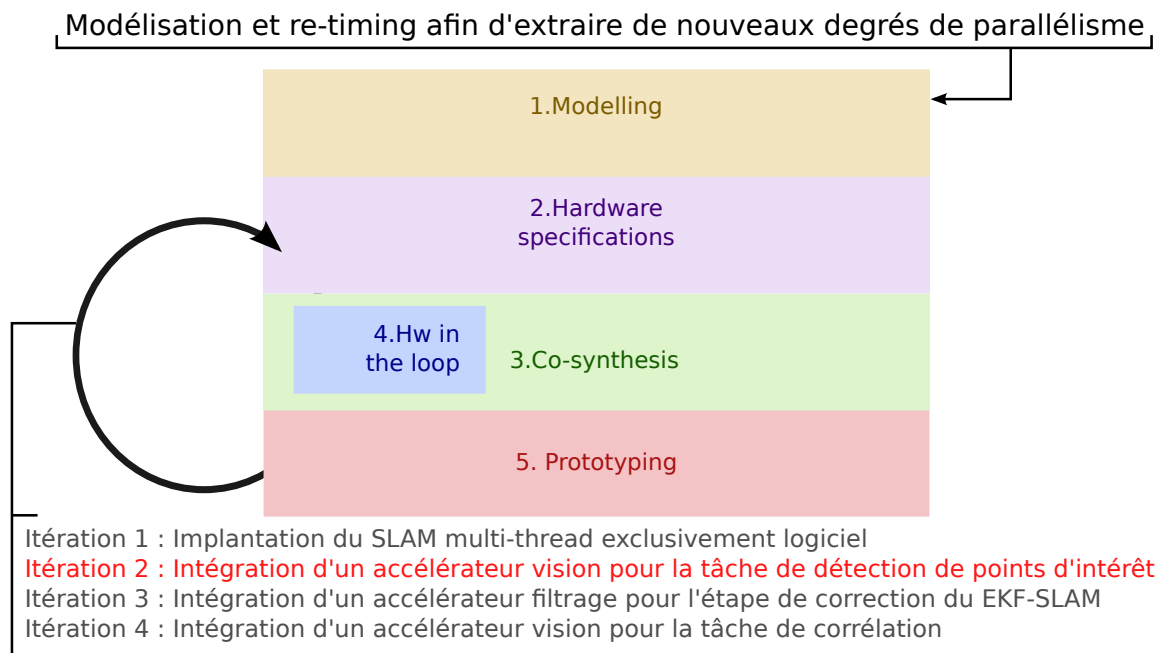 Modélisation et re-timing afin d'extraire de nouveaux degrés de parallélisme
1.Modelling
2.Hardware
specifications
4.Hw in
the loop
3.Co-synthesis
5. Prototyping
Itération 1 : Implantation du SLAM multi-thread exclusivement logiciel
Itération 2 : Intégration d'un accélérateur vision pour la tâche de détection de points d'intérêt
Itération 3 : Intégration d'un accélérateur filtrage pour l'étape de correction du EKF-SLAM
Itération 4 : Intégration d'un accélérateur vision pour la tâche de corrélation